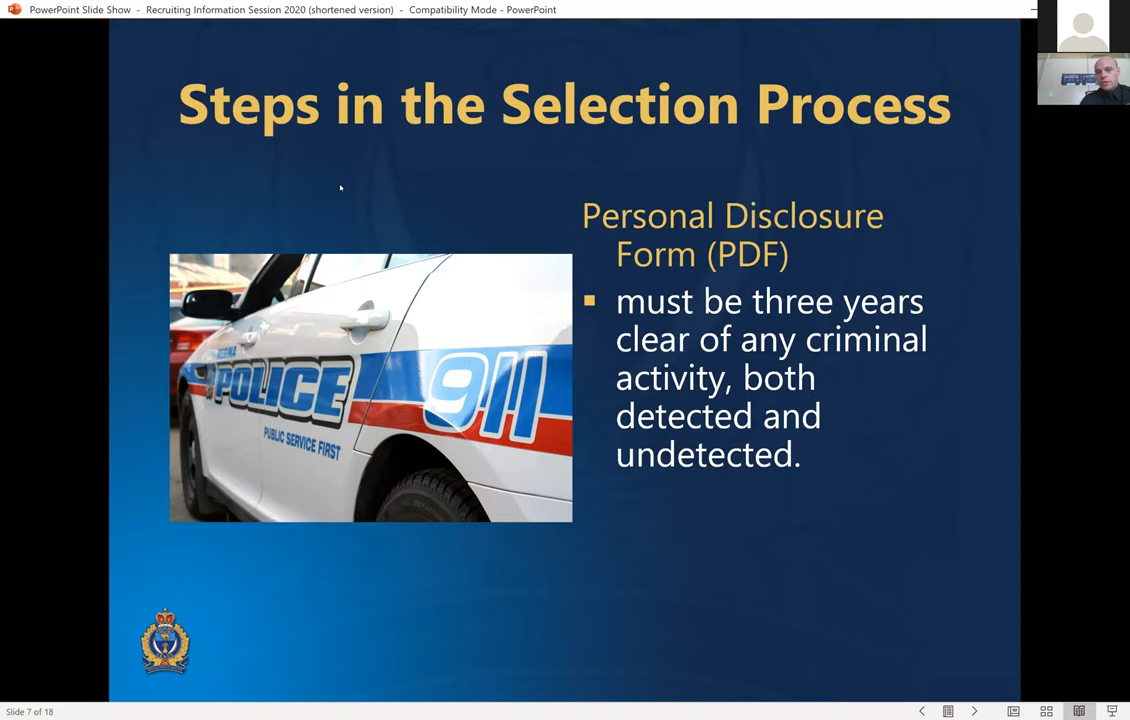 PowerPoint Slide Show - Recruiting Information Session 2020 (shortened version) - Compatibility Mode - PowerPoint
Steps in the Selection Process
Personal Disclosure
Form (PDF)
must be three years
clear of any criminal
activity, both
detected and
undetected.
REGINA
POLICE
911
PUBLIC SERVICE FIRST
Slide 7 of 18